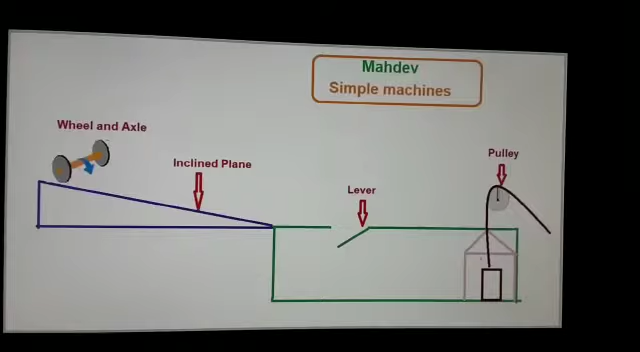 Mahdev
Simple machines
Wheel and Axle
Inclined Plane
Lever
Pulley